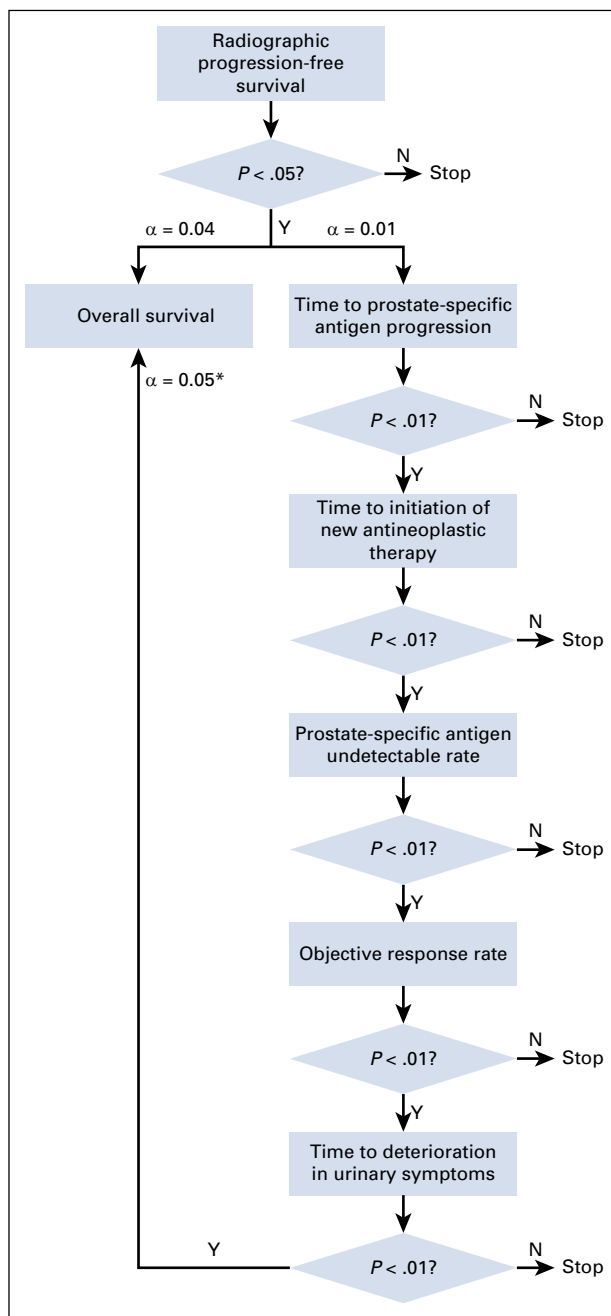 Radiographic
progression-free
survival
P < .05?
N
Stop
α = 0.04
Y
α = 0.01
Overall survival
Time to prostate-specific
antigen progression
α = 0.05*
P < .01?
N
Stop
Y
Time to initiation of
new antineoplastic
therapy
P < .01?
N
Stop
Y
Prostate-specific antigen
undetectable rate
P < .01?
N
Stop
Y
Objective response rate
P < .01?
N
Stop
Y
Time to deterioration
in urinary symptoms
Y
P < .01?
N
Stop